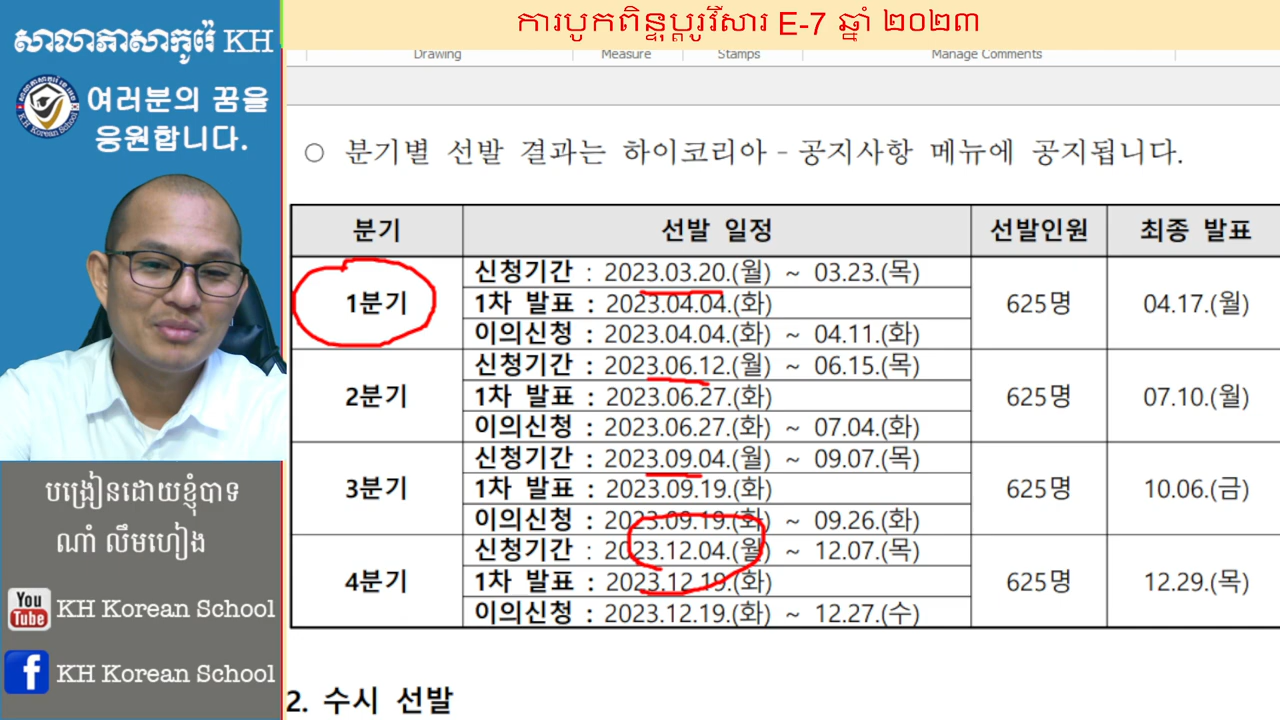 ការបូកពិន្ទុប្តូរវីសារ E-7 ឆ្នាំ ២០២៣
សាលាភាសាកូរ៉េ KH
여러분의 꿈을
응원합니다.
Drawing Measure Stamps Manage Comments
○ 분기별 선발 결과는 하이코리아 - 공지사항 메뉴에 공지됩니다.
분기 선발 일정 선발인원 최종 발표
1분기 신청기간 : 2023.03.20.(월) ~ 03.23.(목) 625명 04.17.(월)
1차 발표 : 2023.04.04.(화)
이의신청 : 2023.04.04.(화) ~ 04.11.(화)
2분기 신청기간 : 2023.06.12.(월) ~ 06.15.(목) 625명 07.10.(월)
1차 발표 : 2023.06.27.(화)
이의신청 : 2023.06.27.(화) ~ 07.04.(화)
3분기 신청기간 : 2023.09.04.(월) ~ 09.07.(목) 625명 10.06.(금)
1차 발표 : 2023.09.19.(화)
이의신청 : 2023.09.19.(화) ~ 09.26.(화)
4분기 신청기간 : 2023.12.04.(월) ~ 12.07.(목) 625명 12.29.(목)
1차 발표 : 2023.12.19.(화)
이의신청 : 2023.12.19.(화) ~ 12.27.(수)
2. 수시 선발
បង្រៀនដោយខ្ញុំបាទ
ណាំ លឹមហៀង
You Tube KH Korean School
f KH Korean School